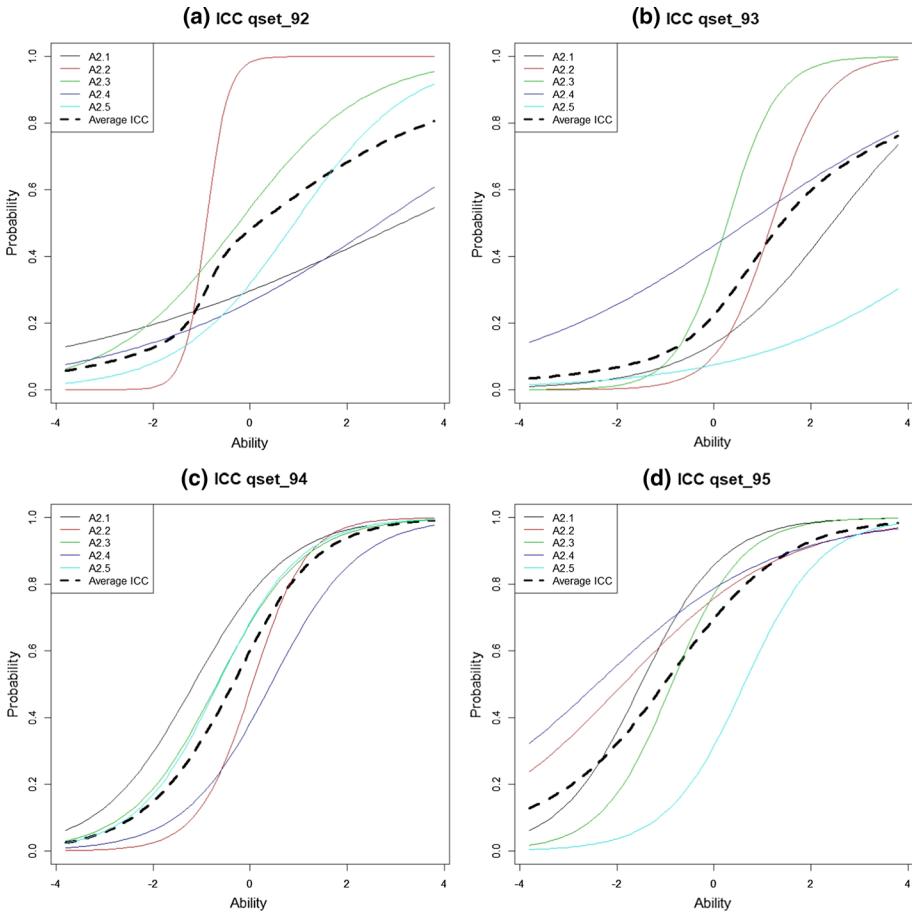 (a) ICC qset_92
A2.1
A2.2
A2.3
A2.4
A2.5
Average ICC
Probability
0.0 0.2 0.4 0.6 0.8 1.0
-4 -2 0 2 4
Ability
(b) ICC qset_93
A2.1
A2.2
A2.3
A2.4
A2.5
Average ICC
Probability
0.0 0.2 0.4 0.6 0.8 1.0
-4 -2 0 2 4
Ability
(c) ICC qset_94
A2.1
A2.2
A2.3
A2.4
A2.5
Average ICC
Probability
0.0 0.2 0.4 0.6 0.8 1.0
-4 -2 0 2 4
Ability
(d) ICC qset_95
A2.1
A2.2
A2.3
A2.4
A2.5
Average ICC
Probability
0.0 0.2 0.4 0.6 0.8 1.0
-4 -2 0 2 4
Ability